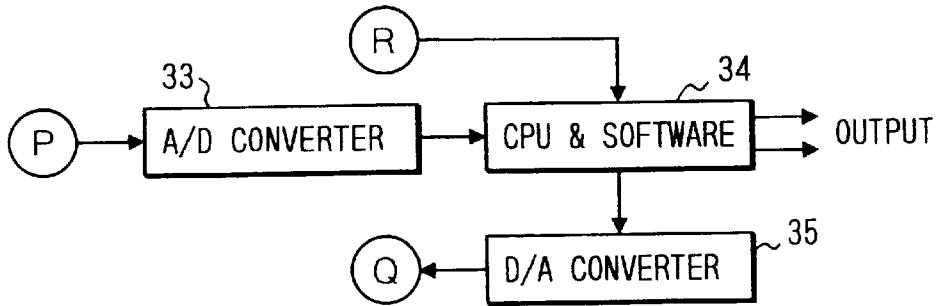 R
33
34
P
A/D CONVERTER
CPU & SOFTWARE
OUTPUT
35
Q
D/A CONVERTER